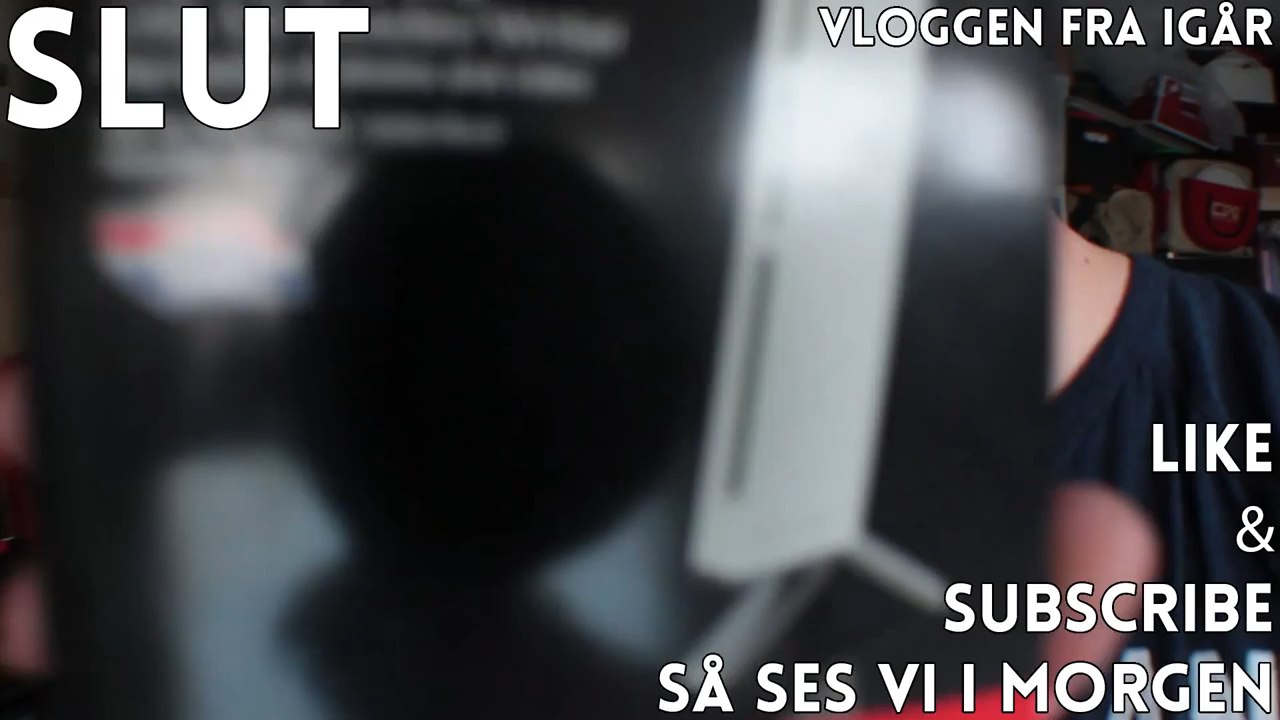 SLUT
VLOGGEN FRA IGÅR
LIKE
&
SUBSCRIBE
SÅ SES VI I MORGEN